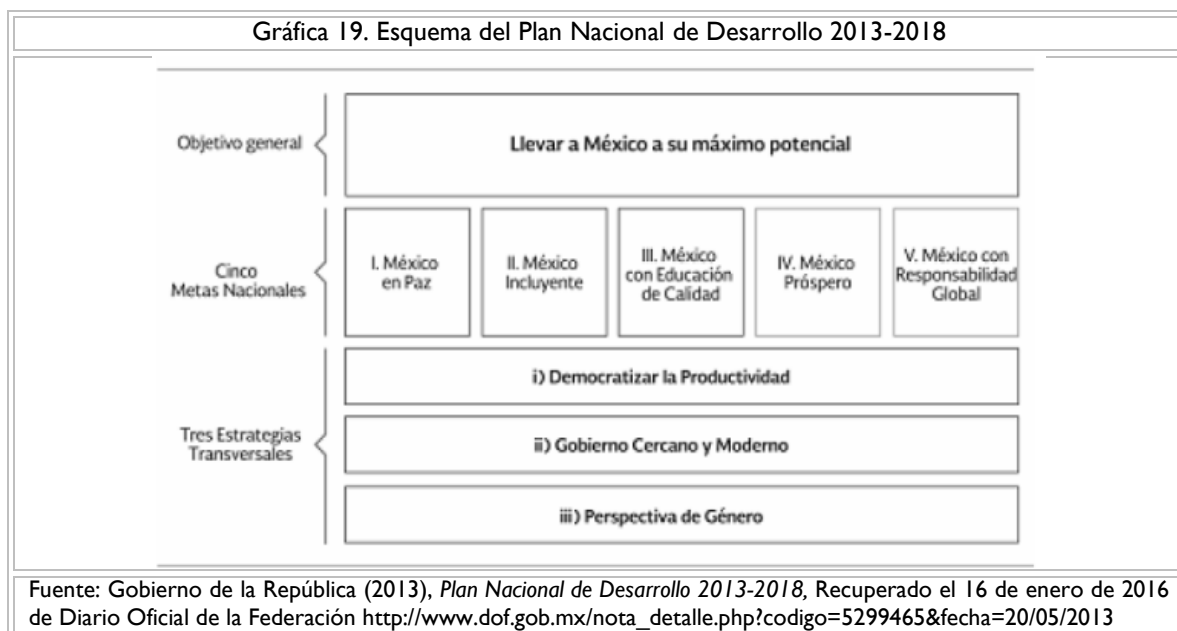 Gráfica 19. Esquema del Plan Nacional de Desarrollo 2013-2018
Objetivo general
Llevar a México a su máximo potencial
Cinco
Metas Nacionales
I. México
en Paz
II. México
Incluyente
III. México
con Educación
de Calidad
IV. México
Próspero
V. México con
Responsabilidad
Global
Tres Estrategias
Transversales
i) Democratizar la Productividad
ii) Gobierno Cercano y Moderno
iii) Perspectiva de Género
Fuente: Gobierno de la República (2013), Plan Nacional de Desarrollo 2013-2018, Recuperado el 16 de enero de 2016
de Diario Oficial de la Federación http://www.dof.gob.mx/nota_detalle.php?codigo=5299465&fecha=20/05/2013